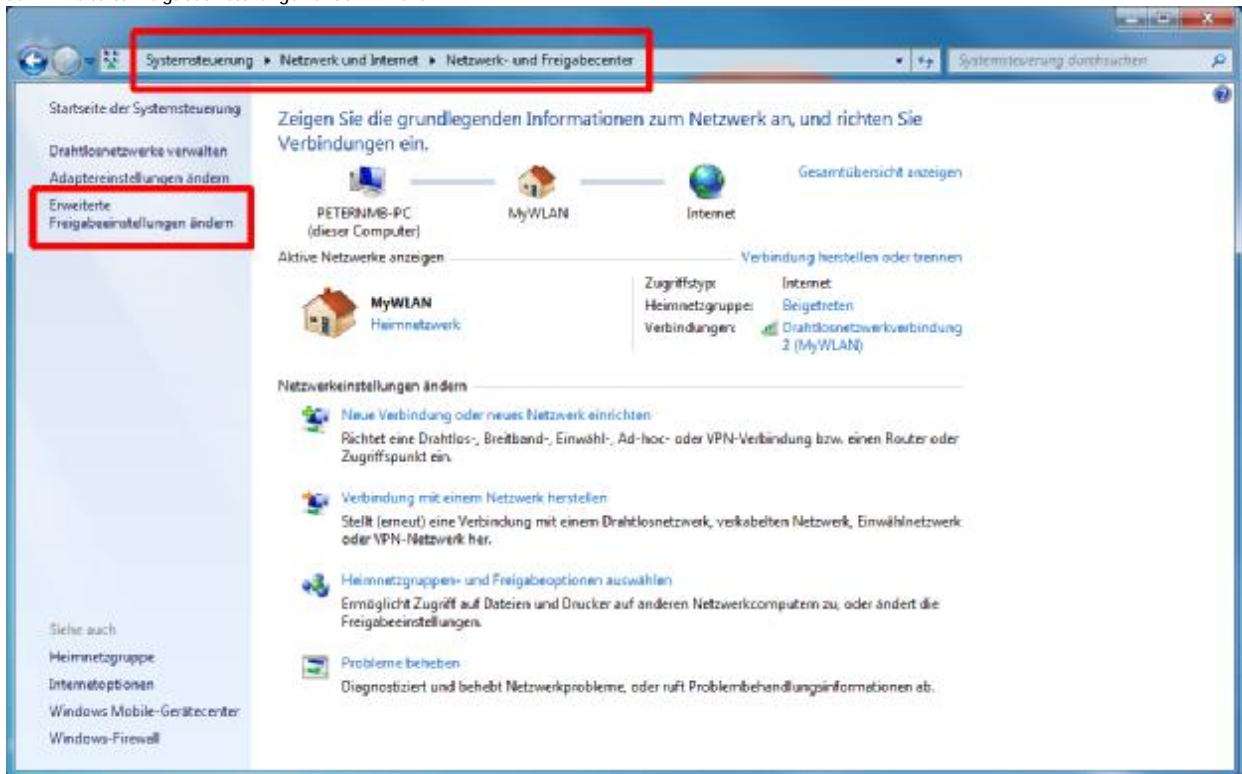 Systemsteuerung ▸ Netzwerk und Internet ▸ Netzwerk- und Freigabecenter
Systemsteuerung durchsuchen
Startseite der Systemsteuerung
Drahtlosnetzwerke verwalten
Adaptereinstellungen ändern
Erweiterte
Freigabeeinstellungen ändern
Zeigen Sie die grundlegenden Informationen zum Netzwerk an, und richten Sie
Verbindungen ein.
Gesamtübersicht anzeigen
PETERNMB-PC
(dieser Computer)
MyWLAN
Internet
Aktive Netzwerke anzeigen
Verbindung herstellen oder trennen
MyWLAN
Heimnetzwerk
Zugriffstyp: Internet
Heimnetzgruppe: Beigetreten
Verbindungen: Drahtlosnetzwerkverbindung
2 (MyWLAN)
Netzwerkeinstellungen ändern
Neue Verbindung oder neues Netzwerk einrichten
Richtet eine Drahtlos-, Breitband-, Einwähl-, Ad-hoc- oder VPN-Verbindung bzw. einen Router oder
Zugriffspunkt ein.
Verbindung mit einem Netzwerk herstellen
Stellt (erneut) eine Verbindung mit einem Drahtlosnetzwerk, verkabelten Netzwerk, Einwählnetzwerk
oder VPN-Netzwerk her.
Heimnetzgruppen- und Freigabeoptionen auswählen
Ermöglicht Zugriff auf Dateien und Drucker auf anderen Netzwerkcomputern zu, oder ändert die
Freigabeeinstellungen.
Probleme beheben
Diagnostiziert und behebt Netzwerkprobleme, oder ruft Problembehandlungsinformationen ab.
Siehe auch
Heimnetzgruppe
Internetoptionen
Windows Mobile-Gerätecenter
Windows-Firewall